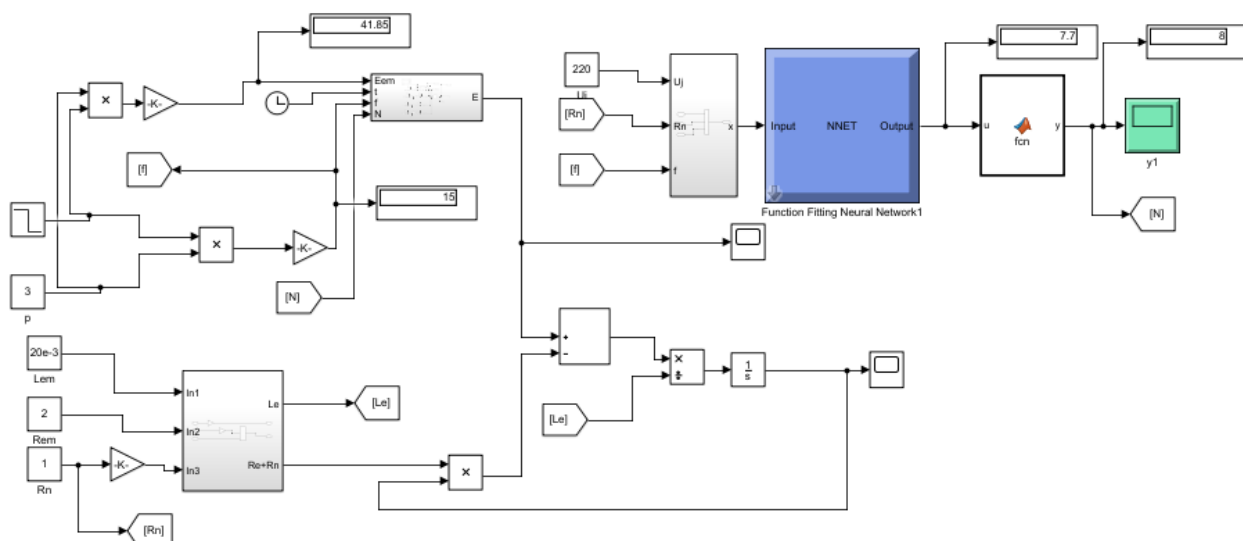 41.85
7.7
8
×
-K-
Eem
t
f
N
E
220
Uj
[Rn]
[f]
Uj
Rn
f
x
Input NNET Output
Function Fitting Neural Network1
u
fcn
y
y1
[N]
[f]
15
×
-K-
3
p
[N]
20e-3
Lem
2
Rem
1
Rn
-K-
[Rn]
In1
In2
In3
Le
Re+Rn
[Le]
×
+
−
×
÷
[Le]
1
s